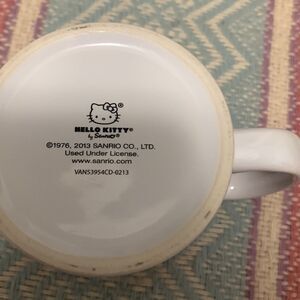 HELLO KITTY®
by SANRIO®
©1976, 2013 SANRIO CO., LTD.
Used Under License.
www.sanrio.com
VAN53954CD-0213